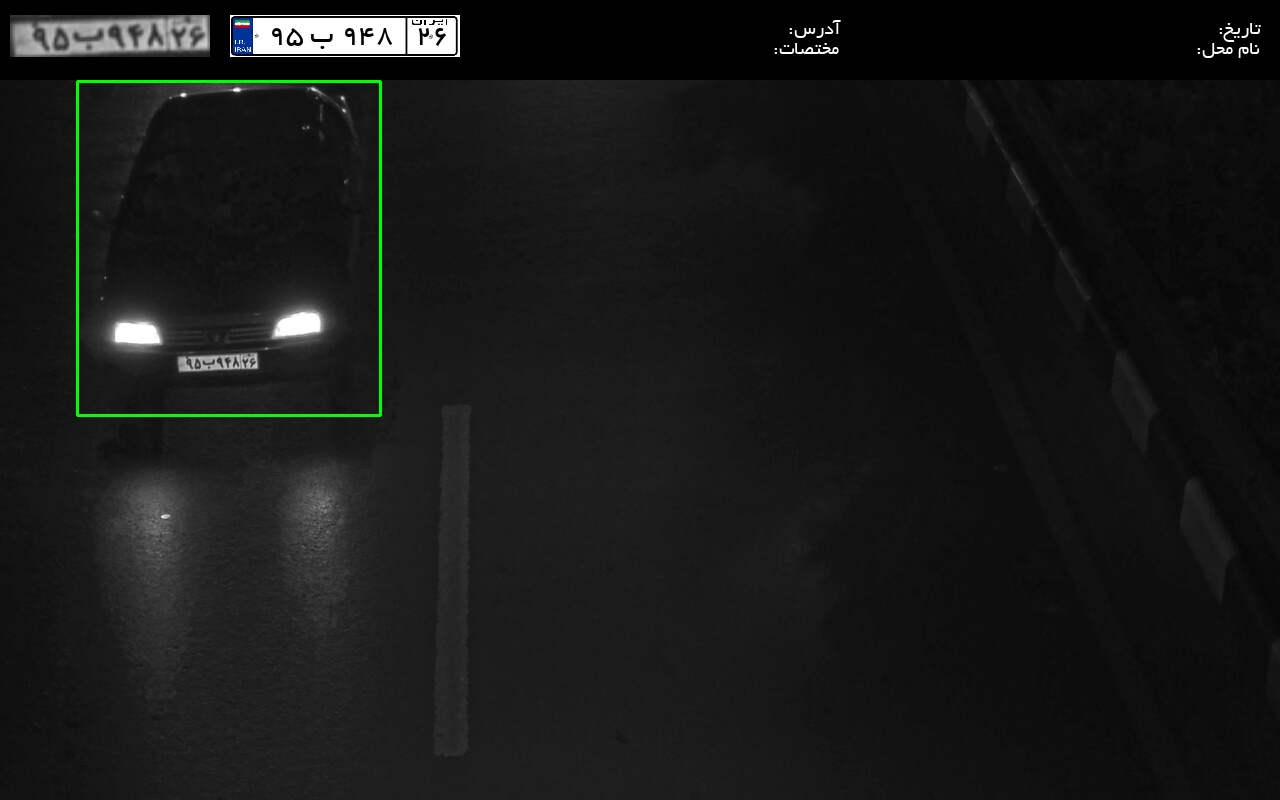 تاریخ:
نام محل:
آدرس:
مختصات:
۹۵ب۹۴۸۲۶
ایران
۹۵ ب ۹۴۸ ۲۶
I.R.
IRAN
۹۵ب۹۴۸۲۶